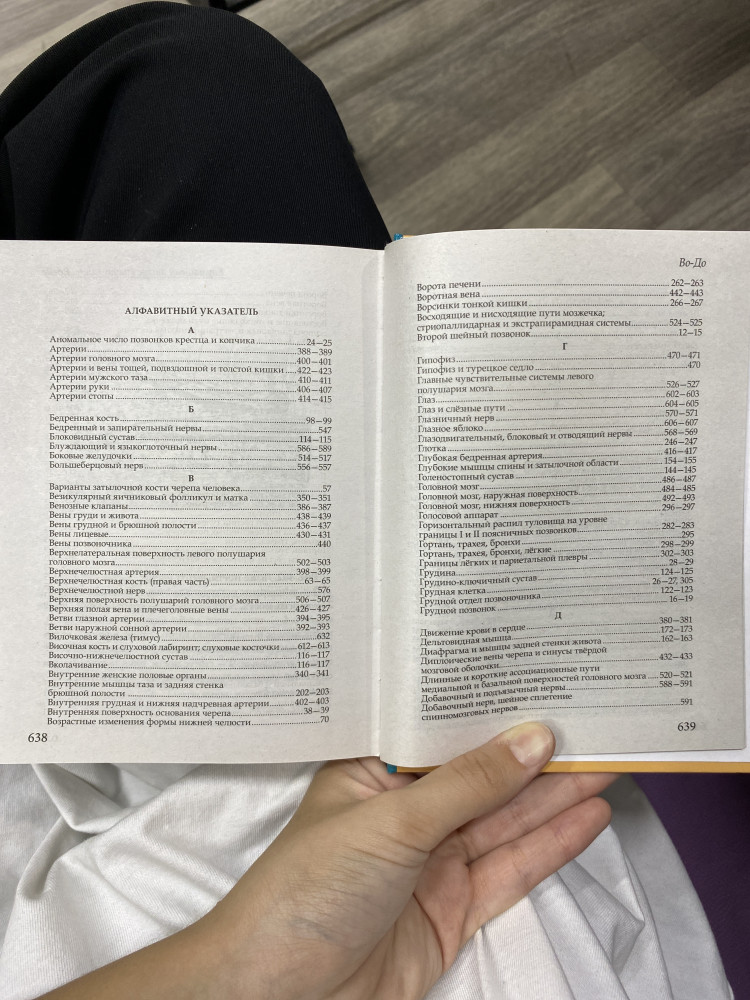 АЛФАВИТНЫЙ УКАЗАТЕЛЬ
А
Аномальное число позвонков крестца и копчика 24—25
Артерии 388—389
Артерии головного мозга 400—401
Артерии и вены тощей, подвздошной и толстой кишки 422—423
Артерии мужского таза 410—411
Артерии руки 406—407
Артерии стопы 414—415
Б
Бедренная кость 98—99
Бедренный и запирательный нервы 547
Блоковидный сустав 114—115
Блуждающий и языкоглоточный нервы 586—589
Боковые желудочки 514—517
Большеберцовый нерв 556—557
В
Варианты затылочной кости черепа человека 57
Везикулярный яичниковый фолликул и матка 350—351
Венозные клапаны 386—387
Вены груди и живота 438—439
Вены грудной и брюшной полости 436—437
Вены лицевые 430—431
Вены позвоночника 440
Верхнелатеральная поверхность левого полушария
головного мозга 502—503
Верхнечелюстная артерия 398—399
Верхнечелюстная кость (правая часть) 63—65
Верхнечелюстной нерв 576
Верхняя поверхность полушарий головного мозга 506—507
Верхняя полая вена и плечеголовные вены 426—427
Ветви глазной артерии 394—395
Ветви наружной сонной артерии 392—393
Вилочковая железа (тимус) 632
Височная кость и слуховой лабиринт; слуховые косточки 612—613
Височно-нижнечелюстной сустав 116—117
Вколачивание 116—117
Внутренние женские половые органы 340—341
Внутренние мышцы таза и задняя стенка
брюшной полости 202—203
Внутренняя грудная и нижняя надчревная артерии 402—403
Внутренняя поверхность основания черепа 38—39
Возрастные изменения формы нижней челюсти 70
638
Во-До
Ворота печени 262—263
Воротная вена 442—443
Ворсинки тонкой кишки 266—267
Восходящие и нисходящие пути мозжечка;
стриопаллидарная и экстрапирамидная системы 524—525
Второй шейный позвонок 12—15
Г
Гипофиз 470—471
Гипофиз и турецкое седло 470
Главные чувствительные системы левого
полушария мозга 526—527
Глаз 602—603
Глаз и слёзные пути 604—605
Глазничный нерв 570—571
Глазное яблоко 606—607
Глазодвигательный, блоковый и отводящий нервы 568—569
Глотка 246—247
Глубокая бедренная артерия 416—417
Глубокие мышцы спины и затылочной области 154—155
Голеностопный сустав 144—145
Головной мозг 486—487
Головной мозг, наружная поверхность 484—485
Головной мозг, нижняя поверхность 492—493
Голосовой аппарат 296—297
Горизонтальный распил туловища на уровне
границы I и II поясничных позвонков 282—283
Гортань, трахея, бронхи 295
Гортань, трахея, бронхи, лёгкие 298—299
Границы лёгких и париетальной плевры 302—303
Грудина 28—29
Грудино-ключичный сустав 124—125
Грудная клетка 26—27, 305
Грудной отдел позвоночника 122—123
Грудной позвонок 16—19
Д
Движение крови в сердце 380—381
Дельтовидная мышца 172—173
Диафрагма и мышцы задней стенки живота 162—163
Диплоические вены черепа и синусы твёрдой
мозговой оболочки 432—433
Длинные и короткие ассоциационные пути
медиальной и базальной поверхностей головного мозга 520—521
Добавочный и подъязычный нервы 588—591
Добавочный нерв, шейное сплетение
спинномозговых нервов 591
639